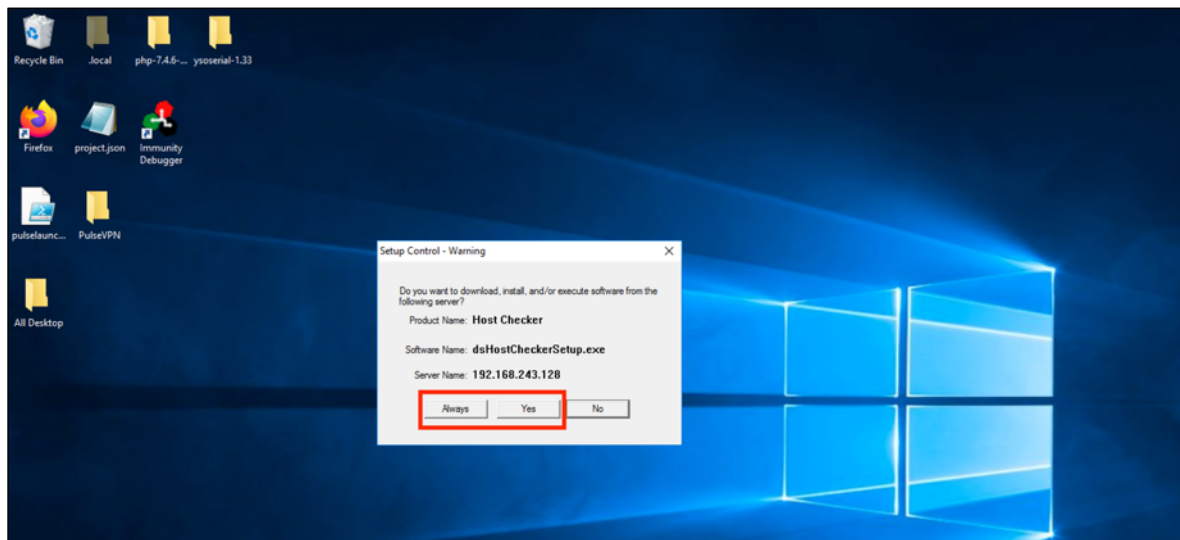 Recycle Bin
.local
php-7.4.6-...
ysoserial-1.33
Firefox
project.json
Immunity
Debugger
pulselaunc...
PulseVPN
All Desktop
Setup Control - Warning
Do you want to download, install, and/or execute software from the
following server?
Product Name: Host Checker
Software Name: dsHostCheckerSetup.exe
Server Name: 192.168.243.128
Always Yes No